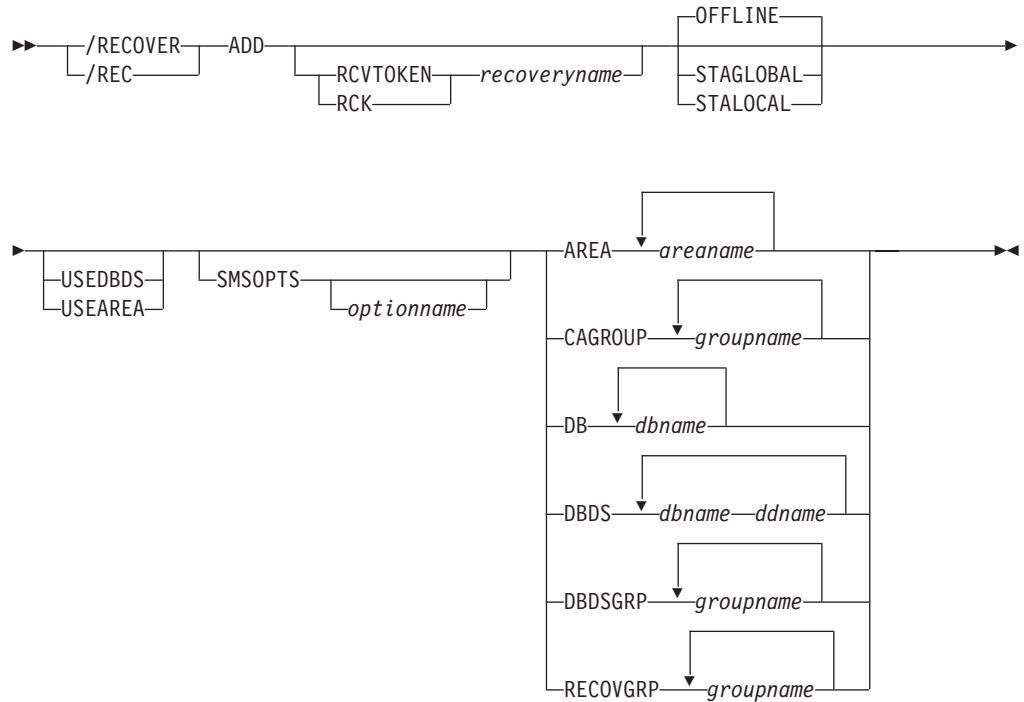 OFFLINE
/RECOVER ADD
/REC
RCVTOKEN recoveryname
RCK
STAGLOBAL
STALOCAL
USEDBDS
USEAREA
SMSOPTS
optionname
AREA areaname
CAGROUP groupname
DB dbname
DBDS dbname ddname
DBDSGRP groupname
RECOVGRP groupname